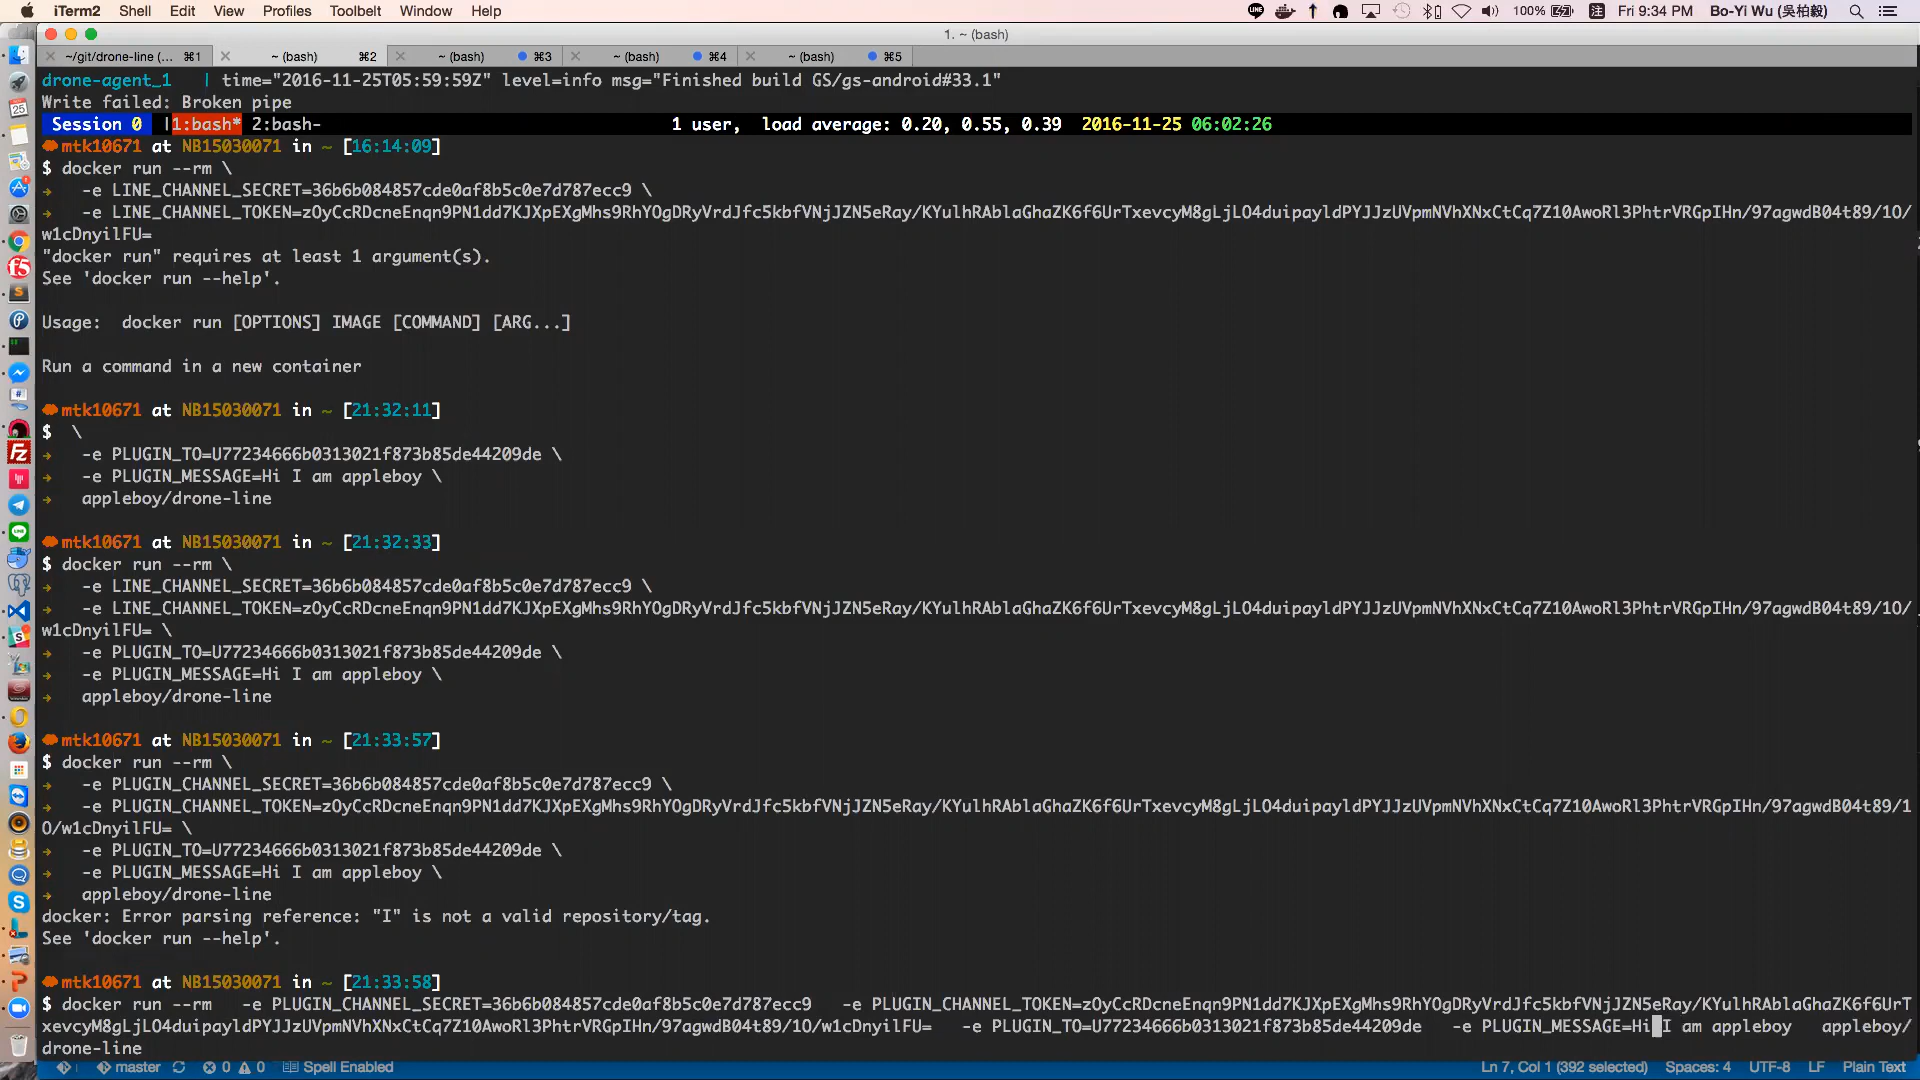 iTerm2 Shell Edit View Profiles Toolbelt Window Help 100% Fri 9:34 PM Bo-Yi Wu (吳柏毅)
1. ~ (bash)
~/git/drone-line (... ⌘1 ~ (bash) ⌘2 ~ (bash) ⌘3 ~ (bash) ⌘4 ~ (bash) ⌘5
drone-agent_1 | time="2016-11-25T05:59:59Z" level=info msg="Finished build GS/gs-android#33.1"
Write failed: Broken pipe
Session 0 |1:bash* 2:bash- 1 user, load average: 0.20, 0.55, 0.39 2016-11-25 06:02:26
mtk10671 at NB15030071 in ~ [16:14:09]
$ docker run --rm \
→ -e LINE_CHANNEL_SECRET=36b6b084857cde0af8b5c0e7d787ecc9 \
→ -e LINE_CHANNEL_TOKEN=zOyCcRDcneEnqn9PN1dd7KJXpEXgMhs9RhYOgDRyVrdJfc5kbfVNjJZN5eRay/KYulhRAblaGhaZK6f6UrTxevcyM8gLjLO4duipayldPYJJzUVpmNVhXNxCtCq7Z10AwoRl3PhtrVRGpIHn/97agwdB04t89/1O/
w1cDnyilFU=
"docker run" requires at least 1 argument(s).
See 'docker run --help'.
Usage: docker run [OPTIONS] IMAGE [COMMAND] [ARG...]
Run a command in a new container
mtk10671 at NB15030071 in ~ [21:32:11]
$ \
→ -e PLUGIN_TO=U77234666b0313021f873b85de44209de \
→ -e PLUGIN_MESSAGE=Hi I am appleboy \
→ appleboy/drone-line
mtk10671 at NB15030071 in ~ [21:32:33]
$ docker run --rm \
→ -e LINE_CHANNEL_SECRET=36b6b084857cde0af8b5c0e7d787ecc9 \
→ -e LINE_CHANNEL_TOKEN=zOyCcRDcneEnqn9PN1dd7KJXpEXgMhs9RhYOgDRyVrdJfc5kbfVNjJZN5eRay/KYulhRAblaGhaZK6f6UrTxevcyM8gLjLO4duipayldPYJJzUVpmNVhXNxCtCq7Z10AwoRl3PhtrVRGpIHn/97agwdB04t89/1O/
w1cDnyilFU= \
→ -e PLUGIN_TO=U77234666b0313021f873b85de44209de \
→ -e PLUGIN_MESSAGE=Hi I am appleboy \
→ appleboy/drone-line
mtk10671 at NB15030071 in ~ [21:33:57]
$ docker run --rm \
→ -e PLUGIN_CHANNEL_SECRET=36b6b084857cde0af8b5c0e7d787ecc9 \
→ -e PLUGIN_CHANNEL_TOKEN=zOyCcRDcneEnqn9PN1dd7KJXpEXgMhs9RhYOgDRyVrdJfc5kbfVNjJZN5eRay/KYulhRAblaGhaZK6f6UrTxevcyM8gLjLO4duipayldPYJJzUVpmNVhXNxCtCq7Z10AwoRl3PhtrVRGpIHn/97agwdB04t89/1
O/w1cDnyilFU= \
→ -e PLUGIN_TO=U77234666b0313021f873b85de44209de \
→ -e PLUGIN_MESSAGE=Hi I am appleboy \
→ appleboy/drone-line
docker: Error parsing reference: "I" is not a valid repository/tag.
See 'docker run --help'.
mtk10671 at NB15030071 in ~ [21:33:58]
$ docker run --rm -e PLUGIN_CHANNEL_SECRET=36b6b084857cde0af8b5c0e7d787ecc9 -e PLUGIN_CHANNEL_TOKEN=zOyCcRDcneEnqn9PN1dd7KJXpEXgMhs9RhYOgDRyVrdJfc5kbfVNjJZN5eRay/KYulhRAblaGhaZK6f6UrT
xevcyM8gLjLO4duipayldPYJJzUVpmNVhXNxCtCq7Z10AwoRl3PhtrVRGpIHn/97agwdB04t89/1O/w1cDnyilFU= -e PLUGIN_TO=U77234666b0313021f873b85de44209de -e PLUGIN_MESSAGE=Hi I am appleboy appleboy/
drone-line
master 0 0 Spell Enabled Ln 7, Col 1 (392 selected) Spaces: 4 UTF-8 LF Plain Text